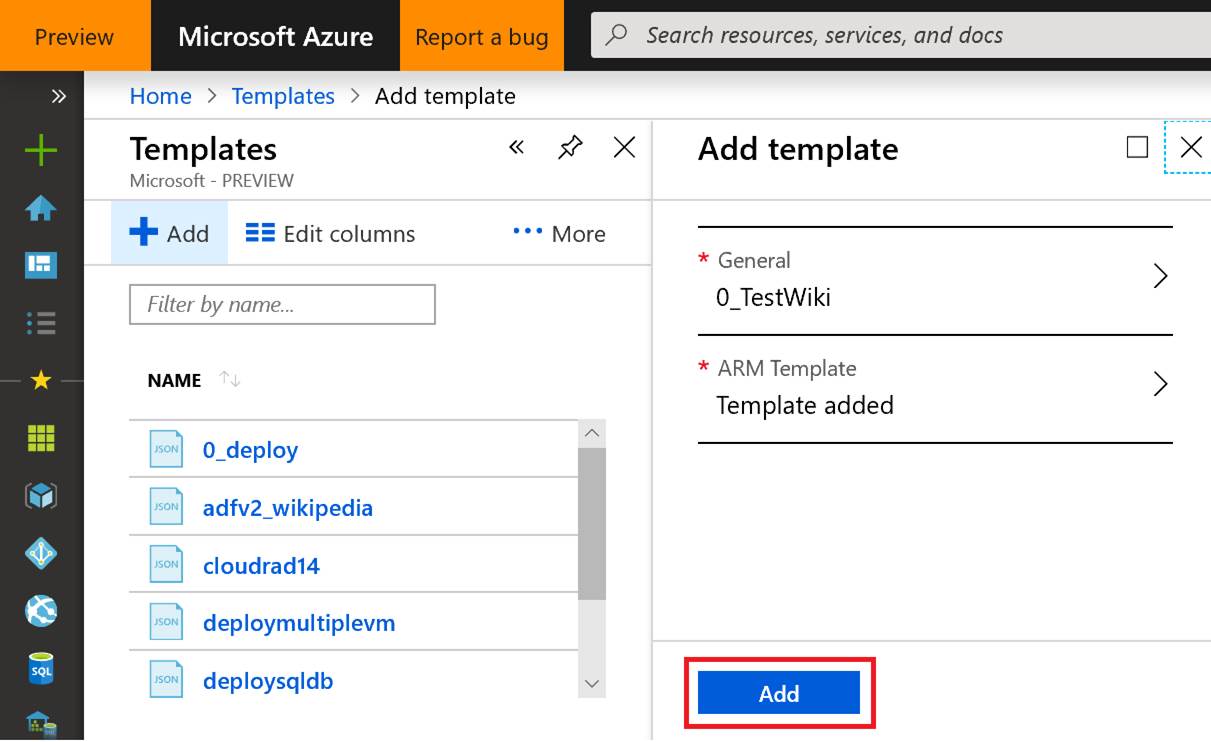 Preview
Microsoft Azure
Report a bug
Search resources, services, and docs
Home > Templates > Add template
Templates
Microsoft - PREVIEW
Add
Edit columns
More
Filter by name...
NAME
JSON 0_deploy
JSON adfv2_wikipedia
JSON cloudrad14
JSON deploymultiplevm
JSON deploysqldb
Add template
* General
0_TestWiki
* ARM Template
Template added
Add
SQL